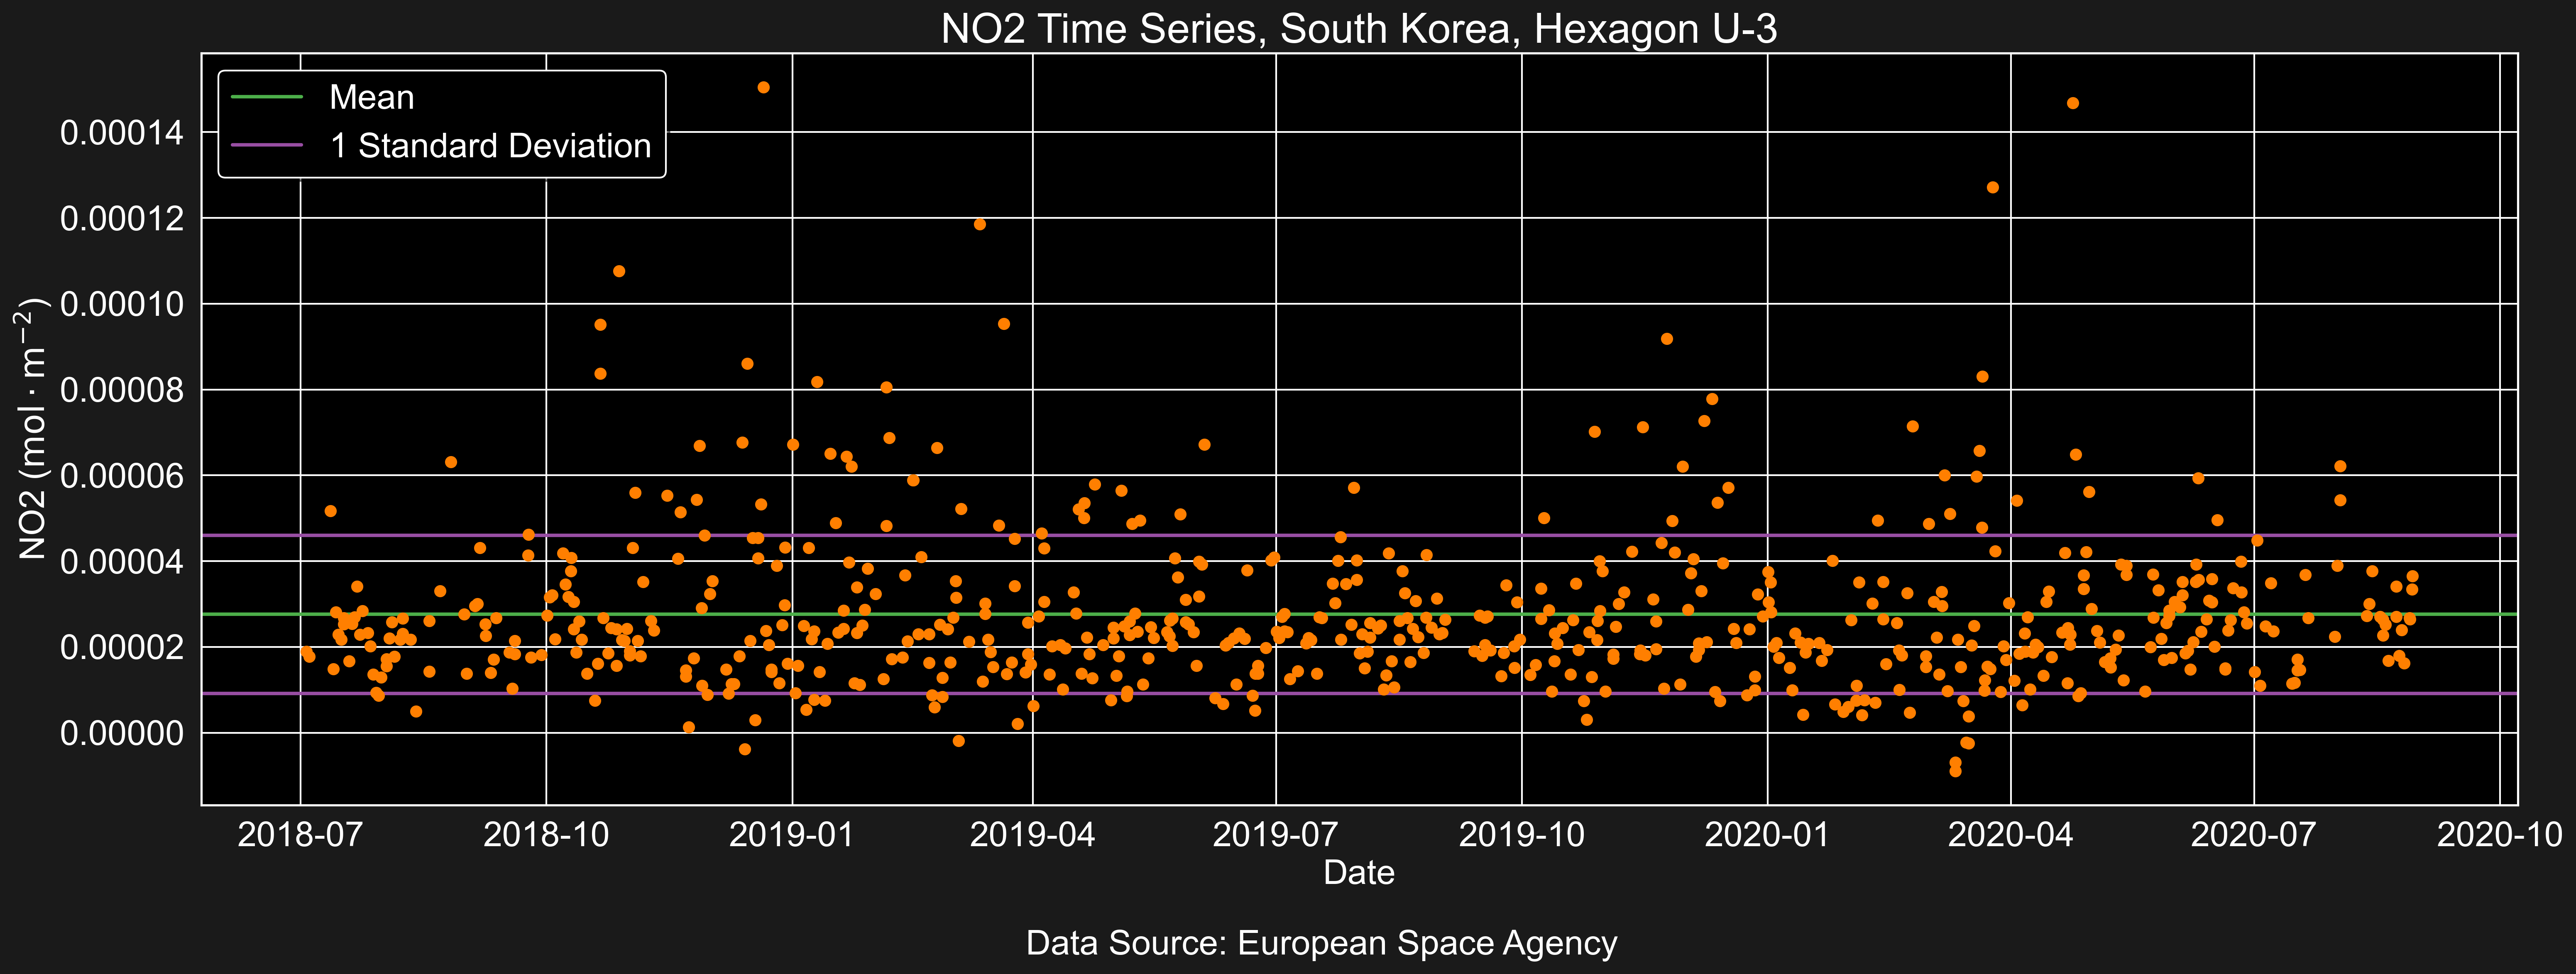 NO2 Time Series, South Korea, Hexagon U-3
Mean
1 Standard Deviation
NO2 (mol · m⁻²)
0.00014
0.00012
0.00010
0.00008
0.00006
0.00004
0.00002
0.00000
2018-07 2018-10 2019-01 2019-04 2019-07 2019-10 2020-01 2020-04 2020-07 2020-10
Date
Data Source: European Space Agency